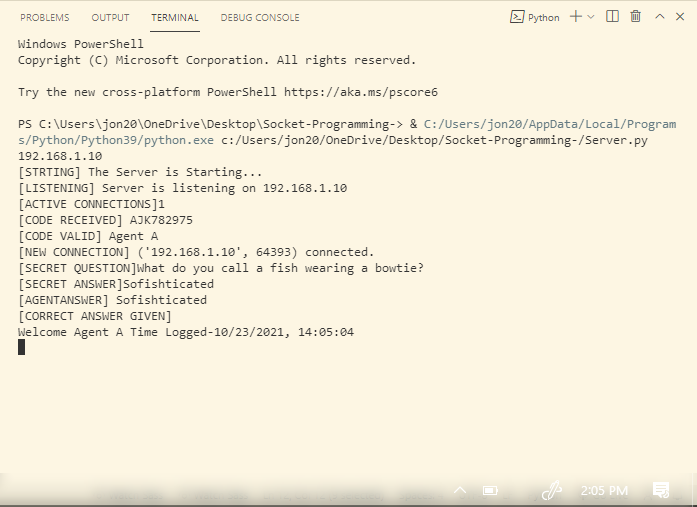 PROBLEMS OUTPUT TERMINAL DEBUG CONSOLE Python
Windows PowerShell
Copyright (C) Microsoft Corporation. All rights reserved.
Try the new cross-platform PowerShell https://aka.ms/pscore6
PS C:\Users\jon20\OneDrive\Desktop\Socket-Programming-> & C:/Users/jon20/AppData/Local/Program
s/Python/Python39/python.exe c:/Users/jon20/OneDrive/Desktop/Socket-Programming-/Server.py
192.168.1.10
[STRTING] The Server is Starting...
[LISTENING] Server is listening on 192.168.1.10
[ACTIVE CONNECTIONS]1
[CODE RECEIVED] AJK782975
[CODE VALID] Agent A
[NEW CONNECTION] ('192.168.1.10', 64393) connected.
[SECRET QUESTION]What do you call a fish wearing a bowtie?
[SECRET ANSWER]Sofishticated
[AGENTANSWER] Sofishticated
[CORRECT ANSWER GIVEN]
Welcome Agent A Time Logged-10/23/2021, 14:05:04
2:05 PM